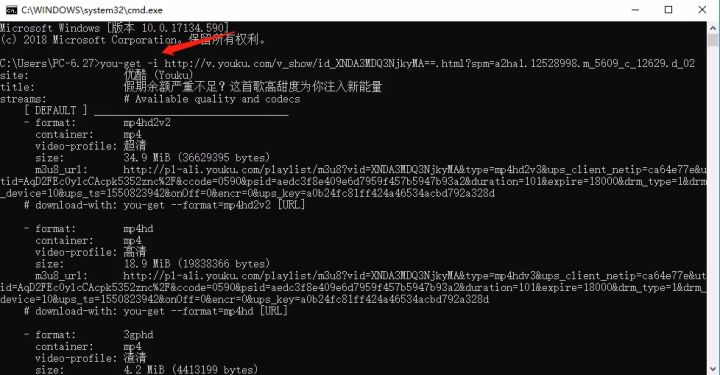 C:\WINDOWS\system32\cmd.exe
Microsoft Windows [版本 10.0.17134.590]
(c) 2018 Microsoft Corporation。保留所有权利。
C:\Users\PC-6.27>you-get -i http://v.youku.com/v_show/id_XNDA3MDQ3NjkyMA==.html?spm=a2ha1.12528998.m_5609_c_12629.d_02
site: 优酷 (Youku)
title: 假期余额严重不足？这首歌高甜度为你注入新能量
streams: # Available quality and codecs
[ DEFAULT ] _________________________________
- format: mp4hd2v2
container: mp4
video-profile: 超清
size: 34.9 MiB (36629395 bytes)
m3u8_url: http://pl-ali.youku.com/playlist/m3u8?vid=XNDA3MDQ3NjkyMA&type=mp4hd2v3&ups_client_netip=ca64e77e&u
tid=AqD2FEc0ylcCAcpk5352znc%2F&ccode=0590&psid=aedc3f8e409e6d7959f457b5947b93a2&duration=101&expire=18000&drm_type=1&drm
_device=10&ups_ts=1550823942&onOff=0&encr=0&ups_key=a0b24fc81ff424a46534acbd792a328d
# download-with: you-get --format=mp4hd2v2 [URL]
- format: mp4hd
container: mp4
video-profile: 高清
size: 18.9 MiB (19838366 bytes)
m3u8_url: http://pl-ali.youku.com/playlist/m3u8?vid=XNDA3MDQ3NjkyMA&type=mp4hdv3&ups_client_netip=ca64e77e&ut
id=AqD2FEc0ylcCAcpk5352znc%2F&ccode=0590&psid=aedc3f8e409e6d7959f457b5947b93a2&duration=101&expire=18000&drm_type=1&drm_
device=10&ups_ts=1550823942&onOff=0&encr=0&ups_key=a0b24fc81ff424a46534acbd792a328d
# download-with: you-get --format=mp4hd [URL]
- format: 3gphd
container: mp4
video-profile: 渣清
size: 4.2 MiB (4413199 bytes)